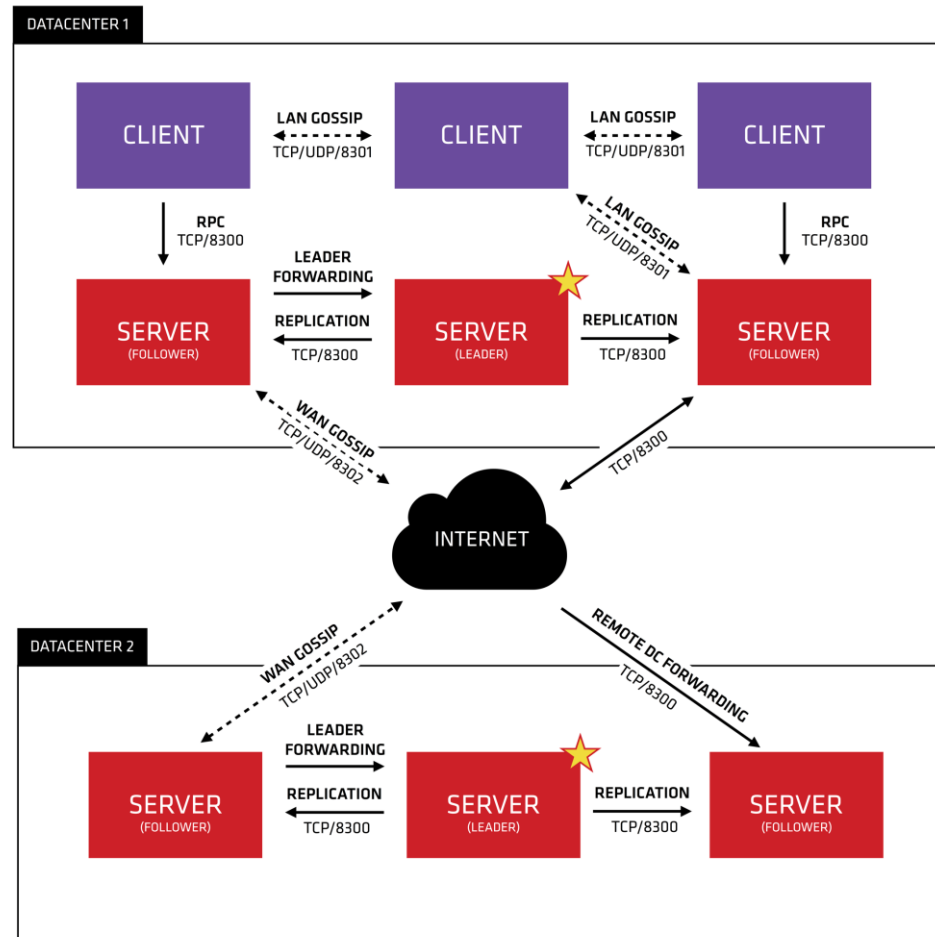 DATACENTER 1
CLIENT
LAN GOSSIP
TCP/UDP/8301
CLIENT
LAN GOSSIP
TCP/UDP/8301
CLIENT
RPC
TCP/8300
LAN GOSSIP
TCP/UDP/8301
RPC
TCP/8300
SERVER
(FOLLOWER)
LEADER
FORWARDING
REPLICATION
TCP/8300
SERVER
(LEADER)
REPLICATION
TCP/8300
SERVER
(FOLLOWER)
WAN GOSSIP
TCP/UDP/8302
TCP/8300
INTERNET
DATACENTER 2
WAN GOSSIP
TCP/UDP/8302
REMOTE DC FORWARDING
TCP/8300
SERVER
(FOLLOWER)
LEADER
FORWARDING
REPLICATION
TCP/8300
SERVER
(LEADER)
REPLICATION
TCP/8300
SERVER
(FOLLOWER)